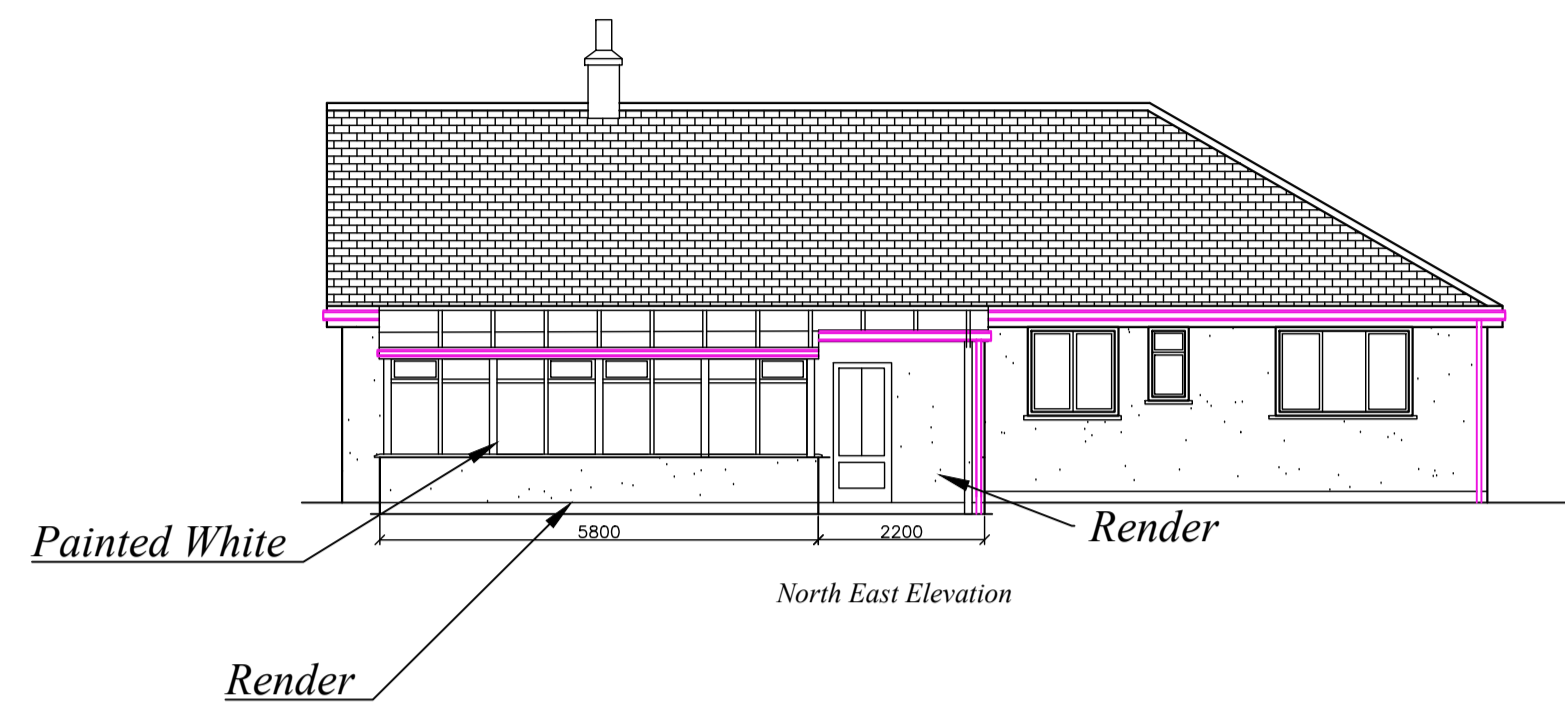 5800
2200
Painted White
Render
North East Elevation
Render